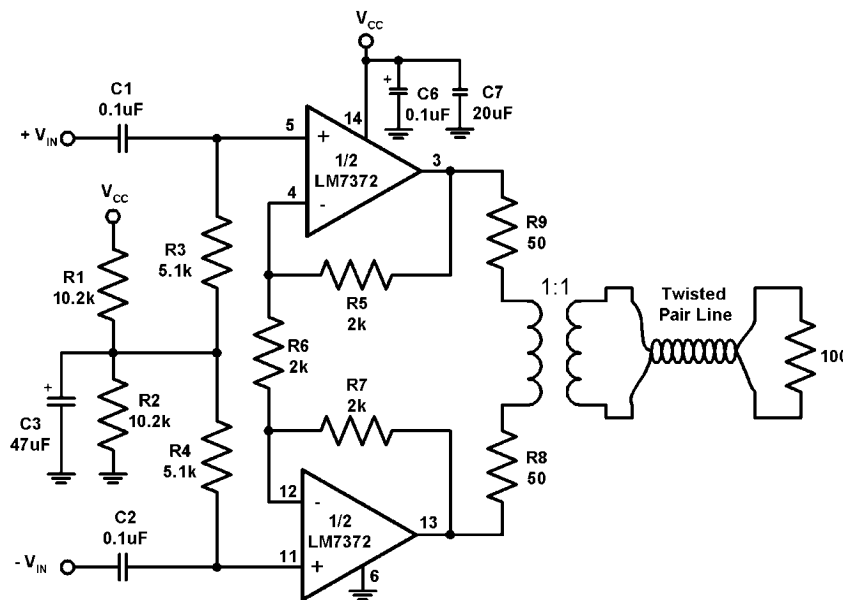 V_CC
C1
0.1uF
+ V_IN
5
+
14
+
C6
0.1uF
C7
20uF
1/2
LM7372
3
4
-
V_CC
R1
10.2k
R3
5.1k
R5
2k
R9
50
1:1
Twisted
Pair Line
100
R6
2k
R7
2k
+
C3
47uF
R2
10.2k
R4
5.1k
R8
50
12
-
1/2
LM7372
13
C2
0.1uF
- V_IN
11
+
6